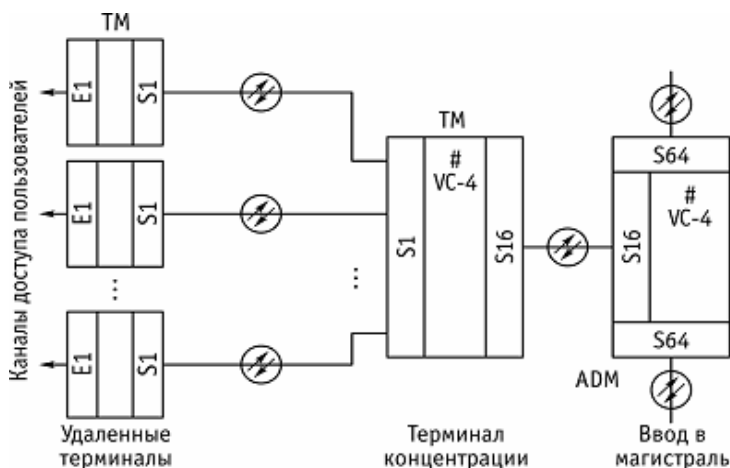 TM
Каналы доступа пользователей
E1
S1
E1
S1
...
E1
S1
Удаленные
терминалы
TM
#
VC-4
S1
S16
...
Терминал
концентрации
S64
#
VC-4
S16
S64
ADM
Ввод в
магистраль